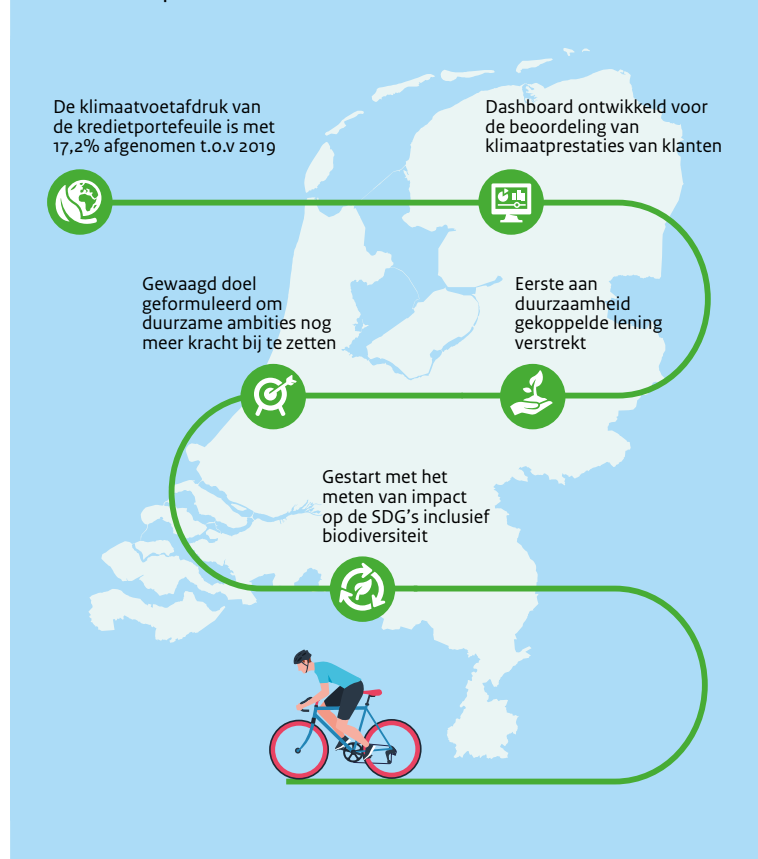 De klimaatvoetafdruk van
de kredietportefeuile is met
17,2% afgenomen t.o.v 2019
Dashboard ontwikkeld voor
de beoordeling van
klimaatprestaties van klanten
Eerste aan
duurzaamheid
gekoppelde lening
verstrekt
Gewaagd doel
geformuleerd om
duurzame ambities nog
meer kracht bij te zetten
Gestart met het
meten van impact
op de SDG's inclusief
biodiversiteit